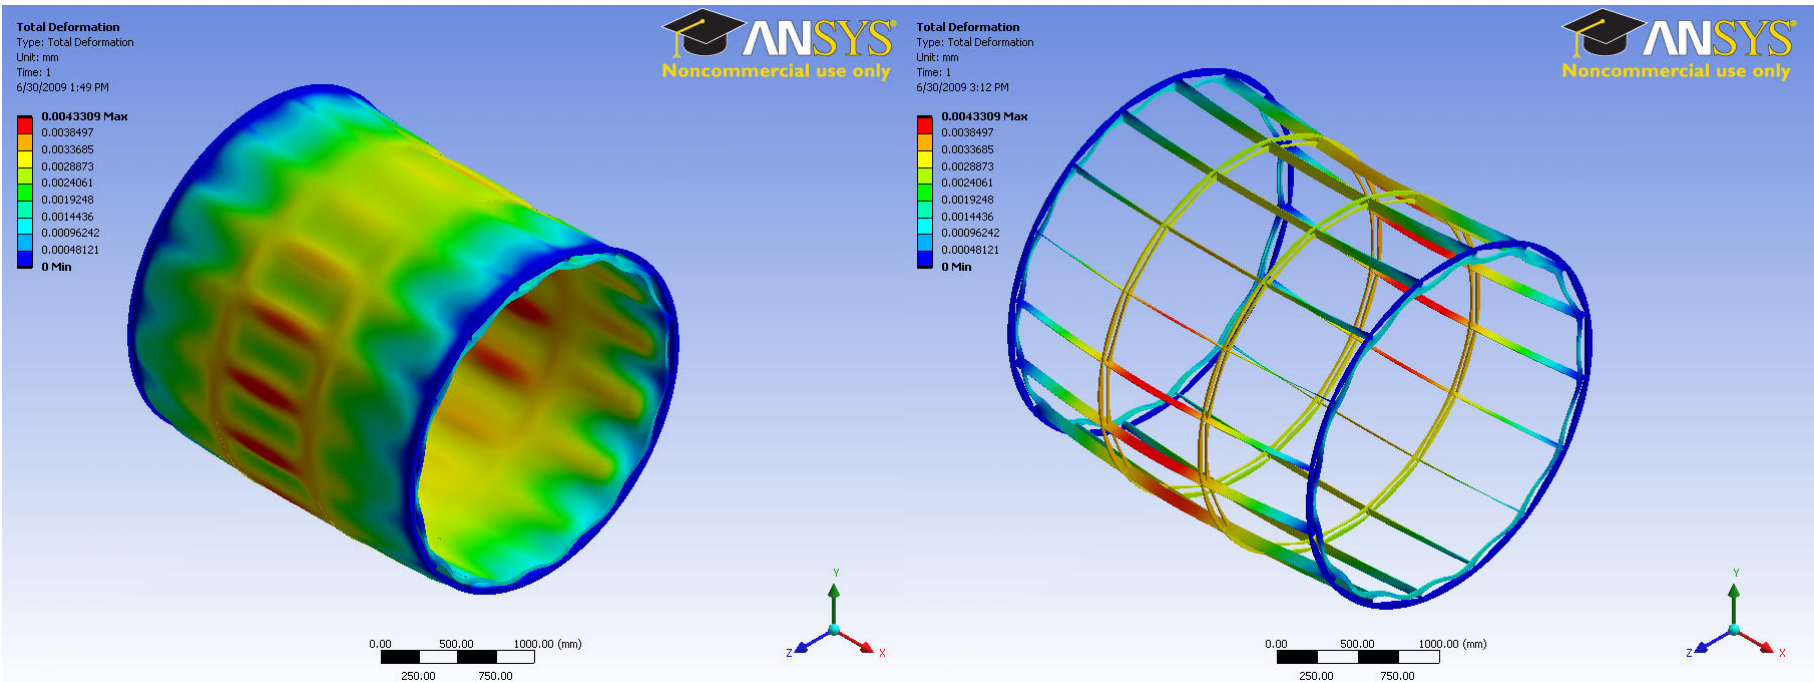 Total Deformation
Type: Total Deformation
Unit: mm
Time: 1
6/30/2009 1:49 PM
0.0043309 Max
0.0038497
0.0033685
0.0028873
0.0024061
0.0019248
0.0014436
0.00096242
0.00048121
0 Min
ANSYS
Noncommercial use only
0.00 500.00 1000.00 (mm)
250.00 750.00
Y
Z X
Total Deformation
Type: Total Deformation
Unit: mm
Time: 1
6/30/2009 3:12 PM
0.0043309 Max
0.0038497
0.0033685
0.0028873
0.0024061
0.0019248
0.0014436
0.00096242
0.00048121
0 Min
ANSYS
Noncommercial use only
0.00 500.00 1000.00 (mm)
250.00 750.00
Y
Z X